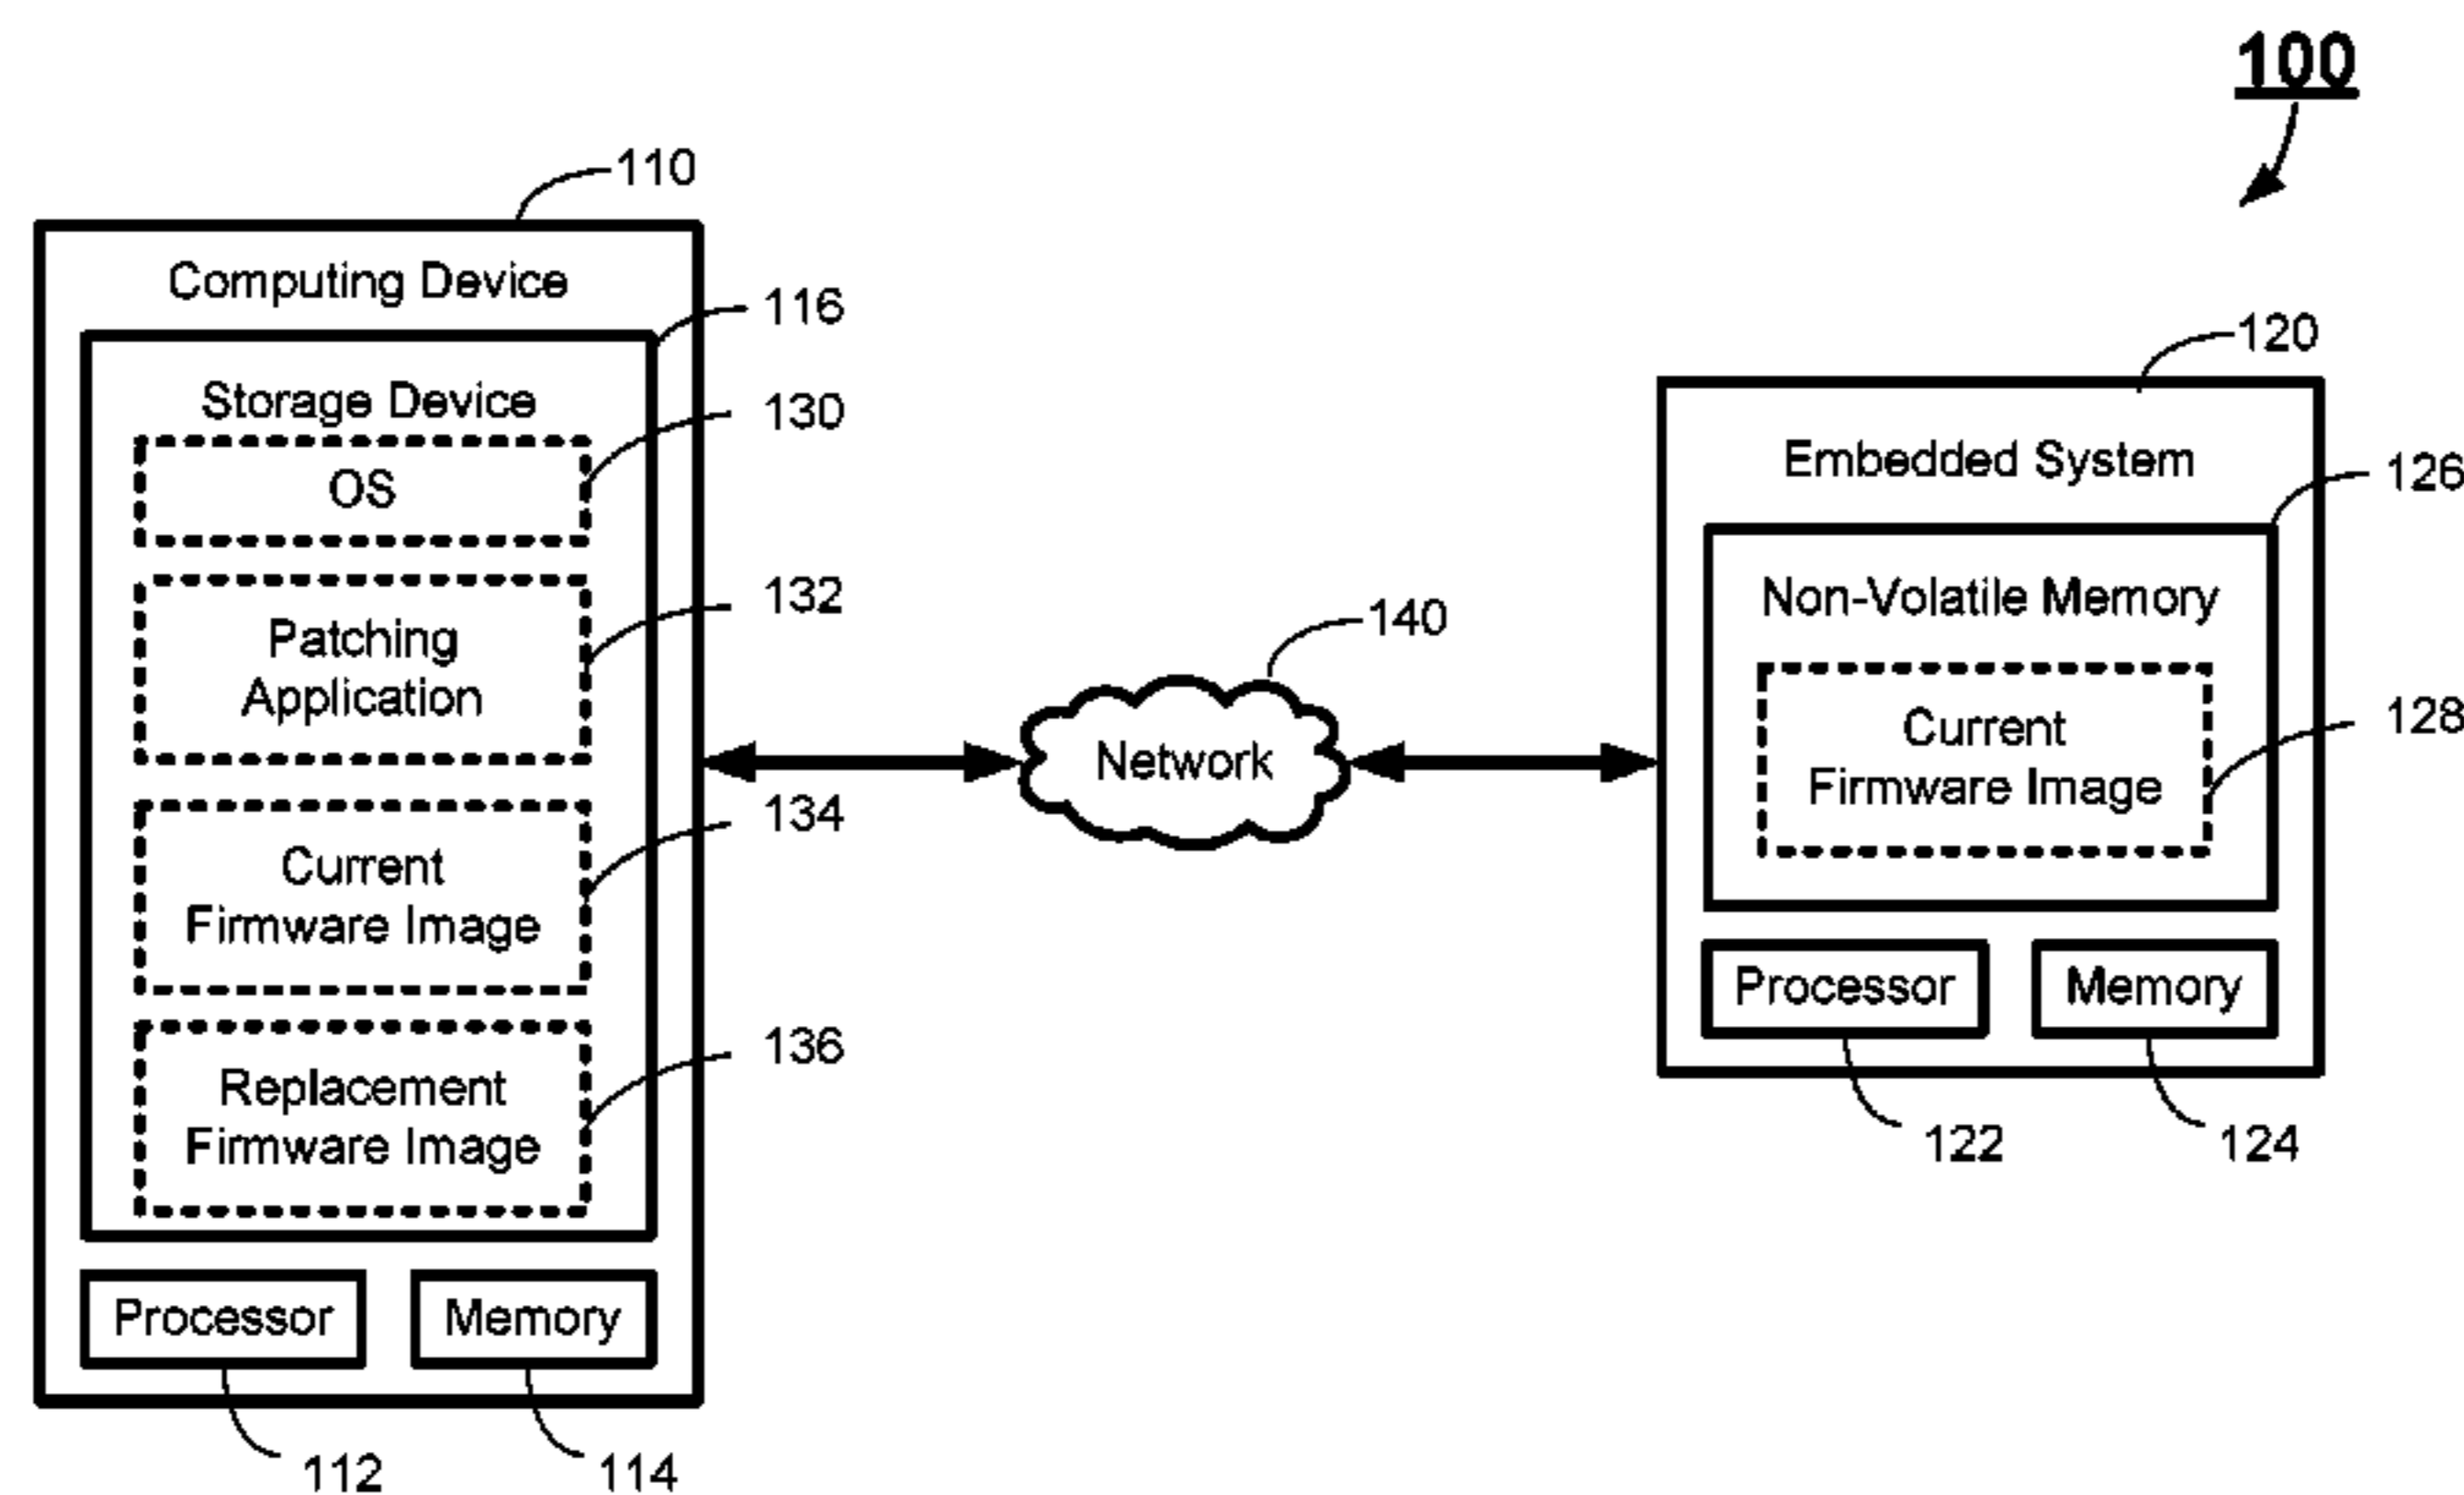 100
110
Computing Device
116
Storage Device
130
OS
132
Patching
Application
134
Current
Firmware Image
136
Replacement
Firmware Image
Processor
Memory
112
114
140
Network
120
Embedded System
126
Non-Volatile Memory
128
Current
Firmware Image
Processor
Memory
122
124